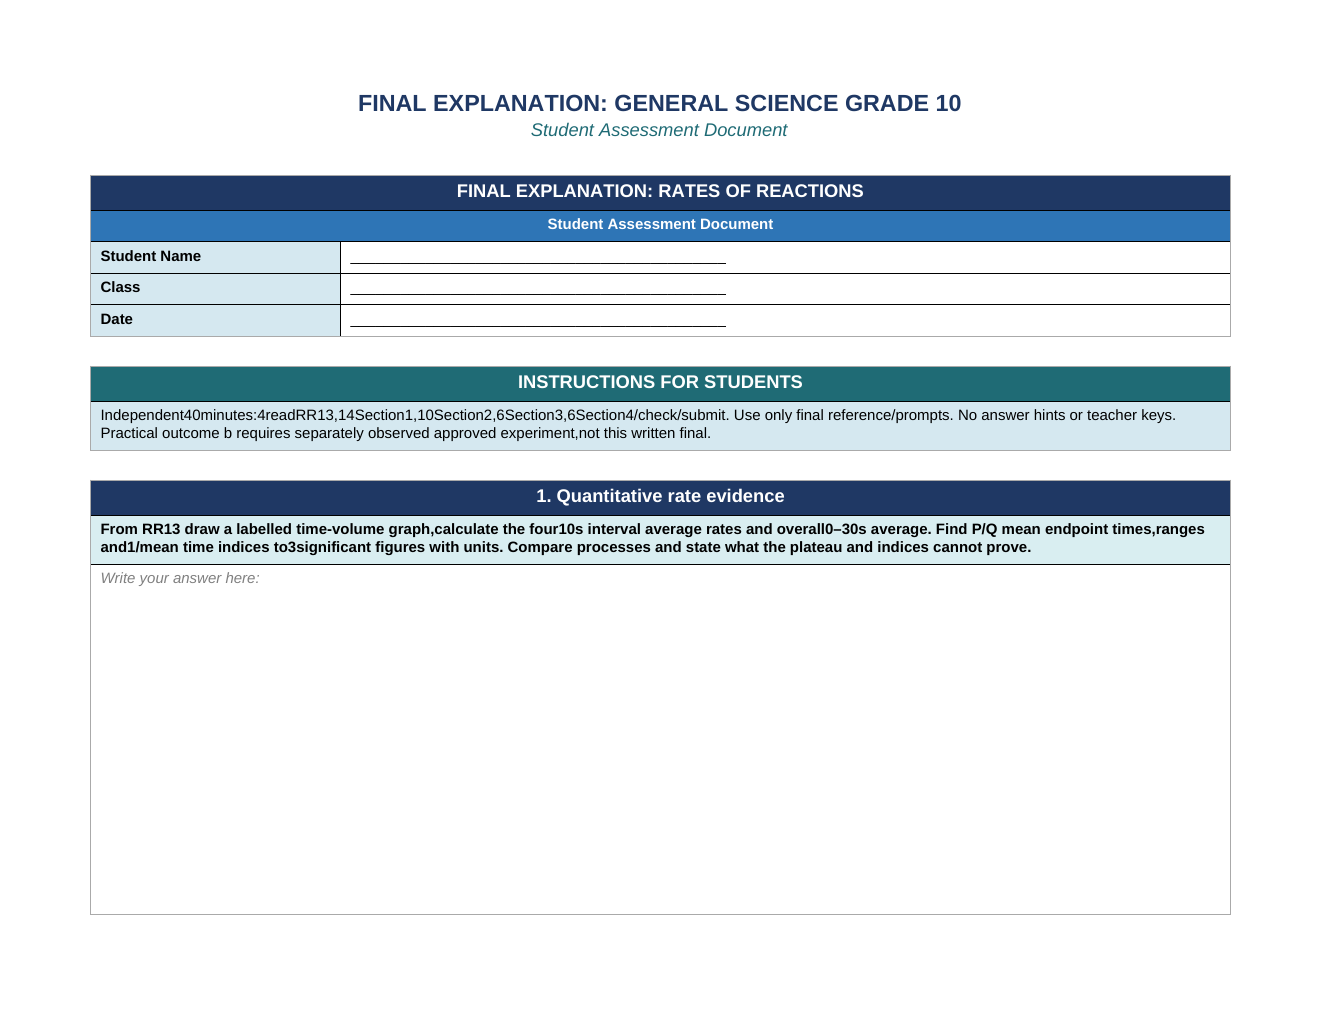 FINAL EXPLANATION: GENERAL SCIENCE GRADE 10
Student Assessment Document
FINAL EXPLANATION: RATES OF REACTIONS
Student Assessment Document
Student Name
Class
Date
INSTRUCTIONS FOR STUDENTS
Independent40minutes:4readRR13,14Section1,10Section2,6Section3,6Section4/check/submit. Use only final reference/prompts. No answer hints or teacher keys.
Practical outcome b requires separately observed approved experiment,not this written final.
1. Quantitative rate evidence
From RR13 draw a labelled time-volume graph,calculate the four10s interval average rates and overall0–30s average. Find P/Q mean endpoint times,ranges
and1/mean time indices to3significant figures with units. Compare processes and state what the plateau and indices cannot prove.
Write your answer here: